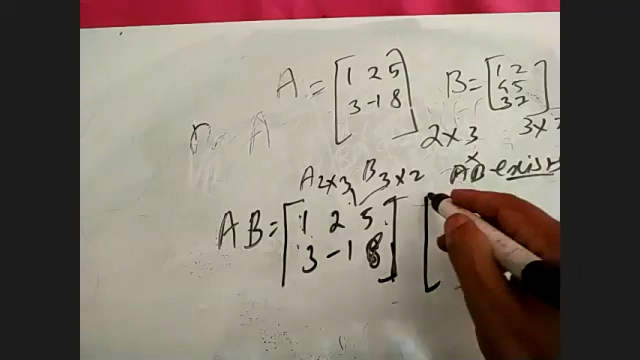 A = [1 2 5 B = [1 2
3 -1 8] 5 5
2×3 3 2] 3×2
A2×3 B3×2 AB exist
AB = [1 2 5
3 -1 8] [